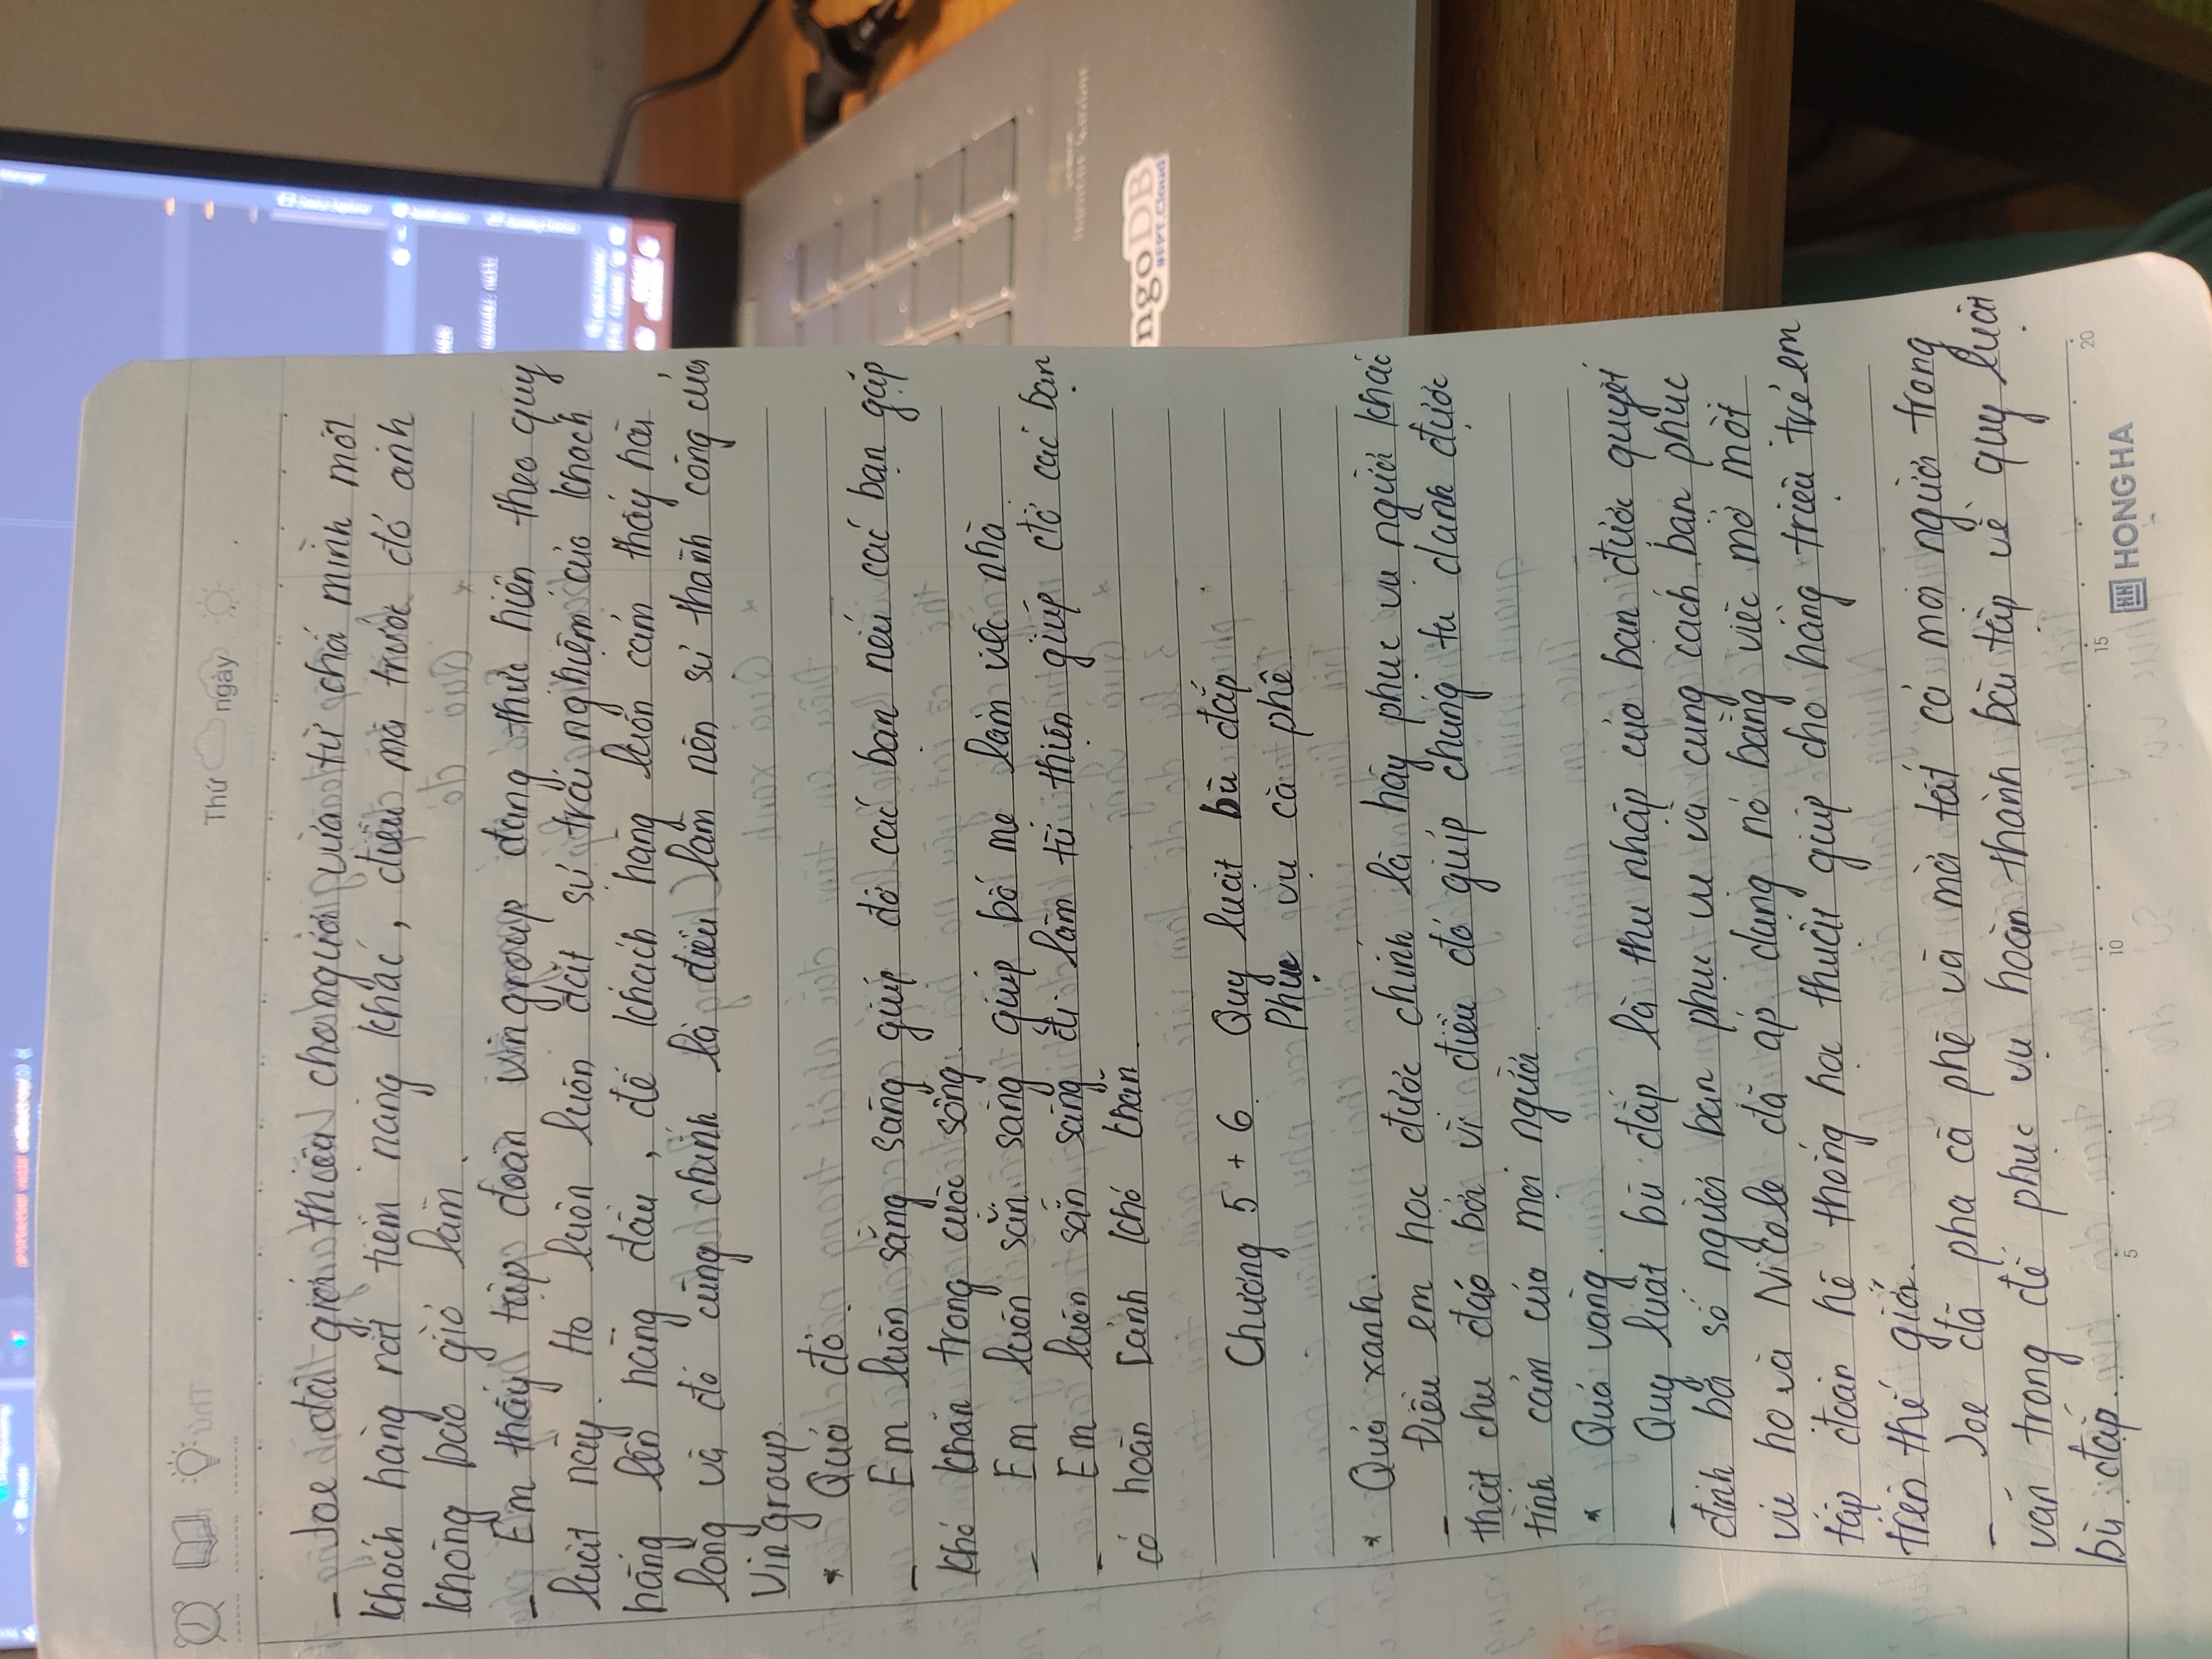 Thứ ngày
_ Joe đã giới thiệu cho người vừa từ chối mình một
khách hàng rất tiềm năng khác, điều mà trước đó anh
không bao giờ làm.
_ Em thấy tập đoàn Vingroup đang thực hiện theo quy
luật này. Họ luôn luôn đặt sự trải nghiệm của khách
hàng lên hàng đầu, để khách hàng luôn cảm thấy hài
lòng và đó cũng chính là điều làm nên sự thành công của
Vingroup.
* Quả đỏ.
_ Em luôn sẵng sàng giúp đỡ các bạn nếu các bạn gặp
khó khăn trong cuộc sống.
_ Em luôn sẵn sàng giúp bố mẹ làm việc nhà
_ Em luôn sẵn sàng đi làm từ thiện giúp đỡ các bạn
có hoàn cảnh khó khăn.
Chương 5 + 6. Quy luật bù đắp
Phục vụ cà phê
* Quả xanh.
_ Điều em học được chính là hãy phục vụ người khác
thật chu đáo bởi vì điều đó giúp chúng ta dành được
tình cảm của mọi người.
* Quả vàng.
_ Quy luật bù đắp là thu nhập của bạn được quyết
định bởi số người bạn phục vụ và cung cách bạn phục
vụ họ và Nicole đã áp dụng nó bằng việc mở một
tập đoàn hệ thống học thuật giúp cho hàng triệu trẻ em
trên thế giới.
_ Joe đã pha cà phê và mời tất cả mọi người trong
văn trong để phục vụ hoàn thành bài tập về quy luật
bù đắp.
5 10 15 20
HH HONG HA
ngoDB
#FPT.Cloud